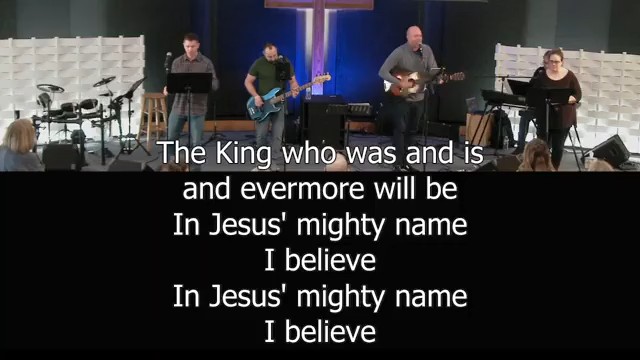 The King who was and is
and evermore will be
In Jesus' mighty name
I believe
In Jesus' mighty name
I believe